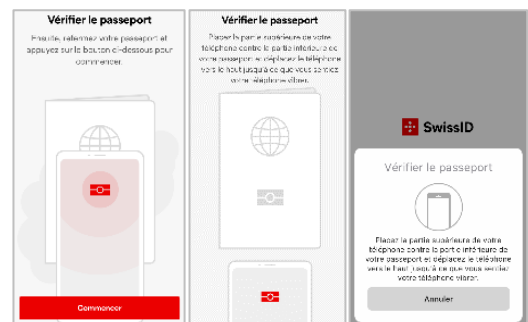 Vérifier le passeport
Ensuite, refermez votre passeport et
appuyez sur le bouton ci-dessous pour
commencer.
Commencer
Vérifier le passeport
Placez la partie supérieure de votre
téléphone contre la partie inférieure de
votre passeport et déplacez le téléphone
vers le haut jusqu'à ce que vous sentiez
votre téléphone vibrer.
SwissID
Vérifier le passeport
Placez la partie supérieure de votre
téléphone contre la partie inférieure de
votre passeport et déplacez le téléphone
vers le haut jusqu'à ce que vous sentiez
votre téléphone vibrer.
Annuler